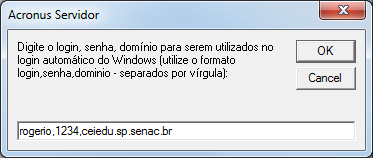 Acronus Servidor
Digite o login, senha, domínio para serem utilizados no
login automático do Windows (utilize o formato
login,senha,dominio - separados por vírgula):
OK
Cancel
rogerio,1234,ceiedu.sp.senac.br